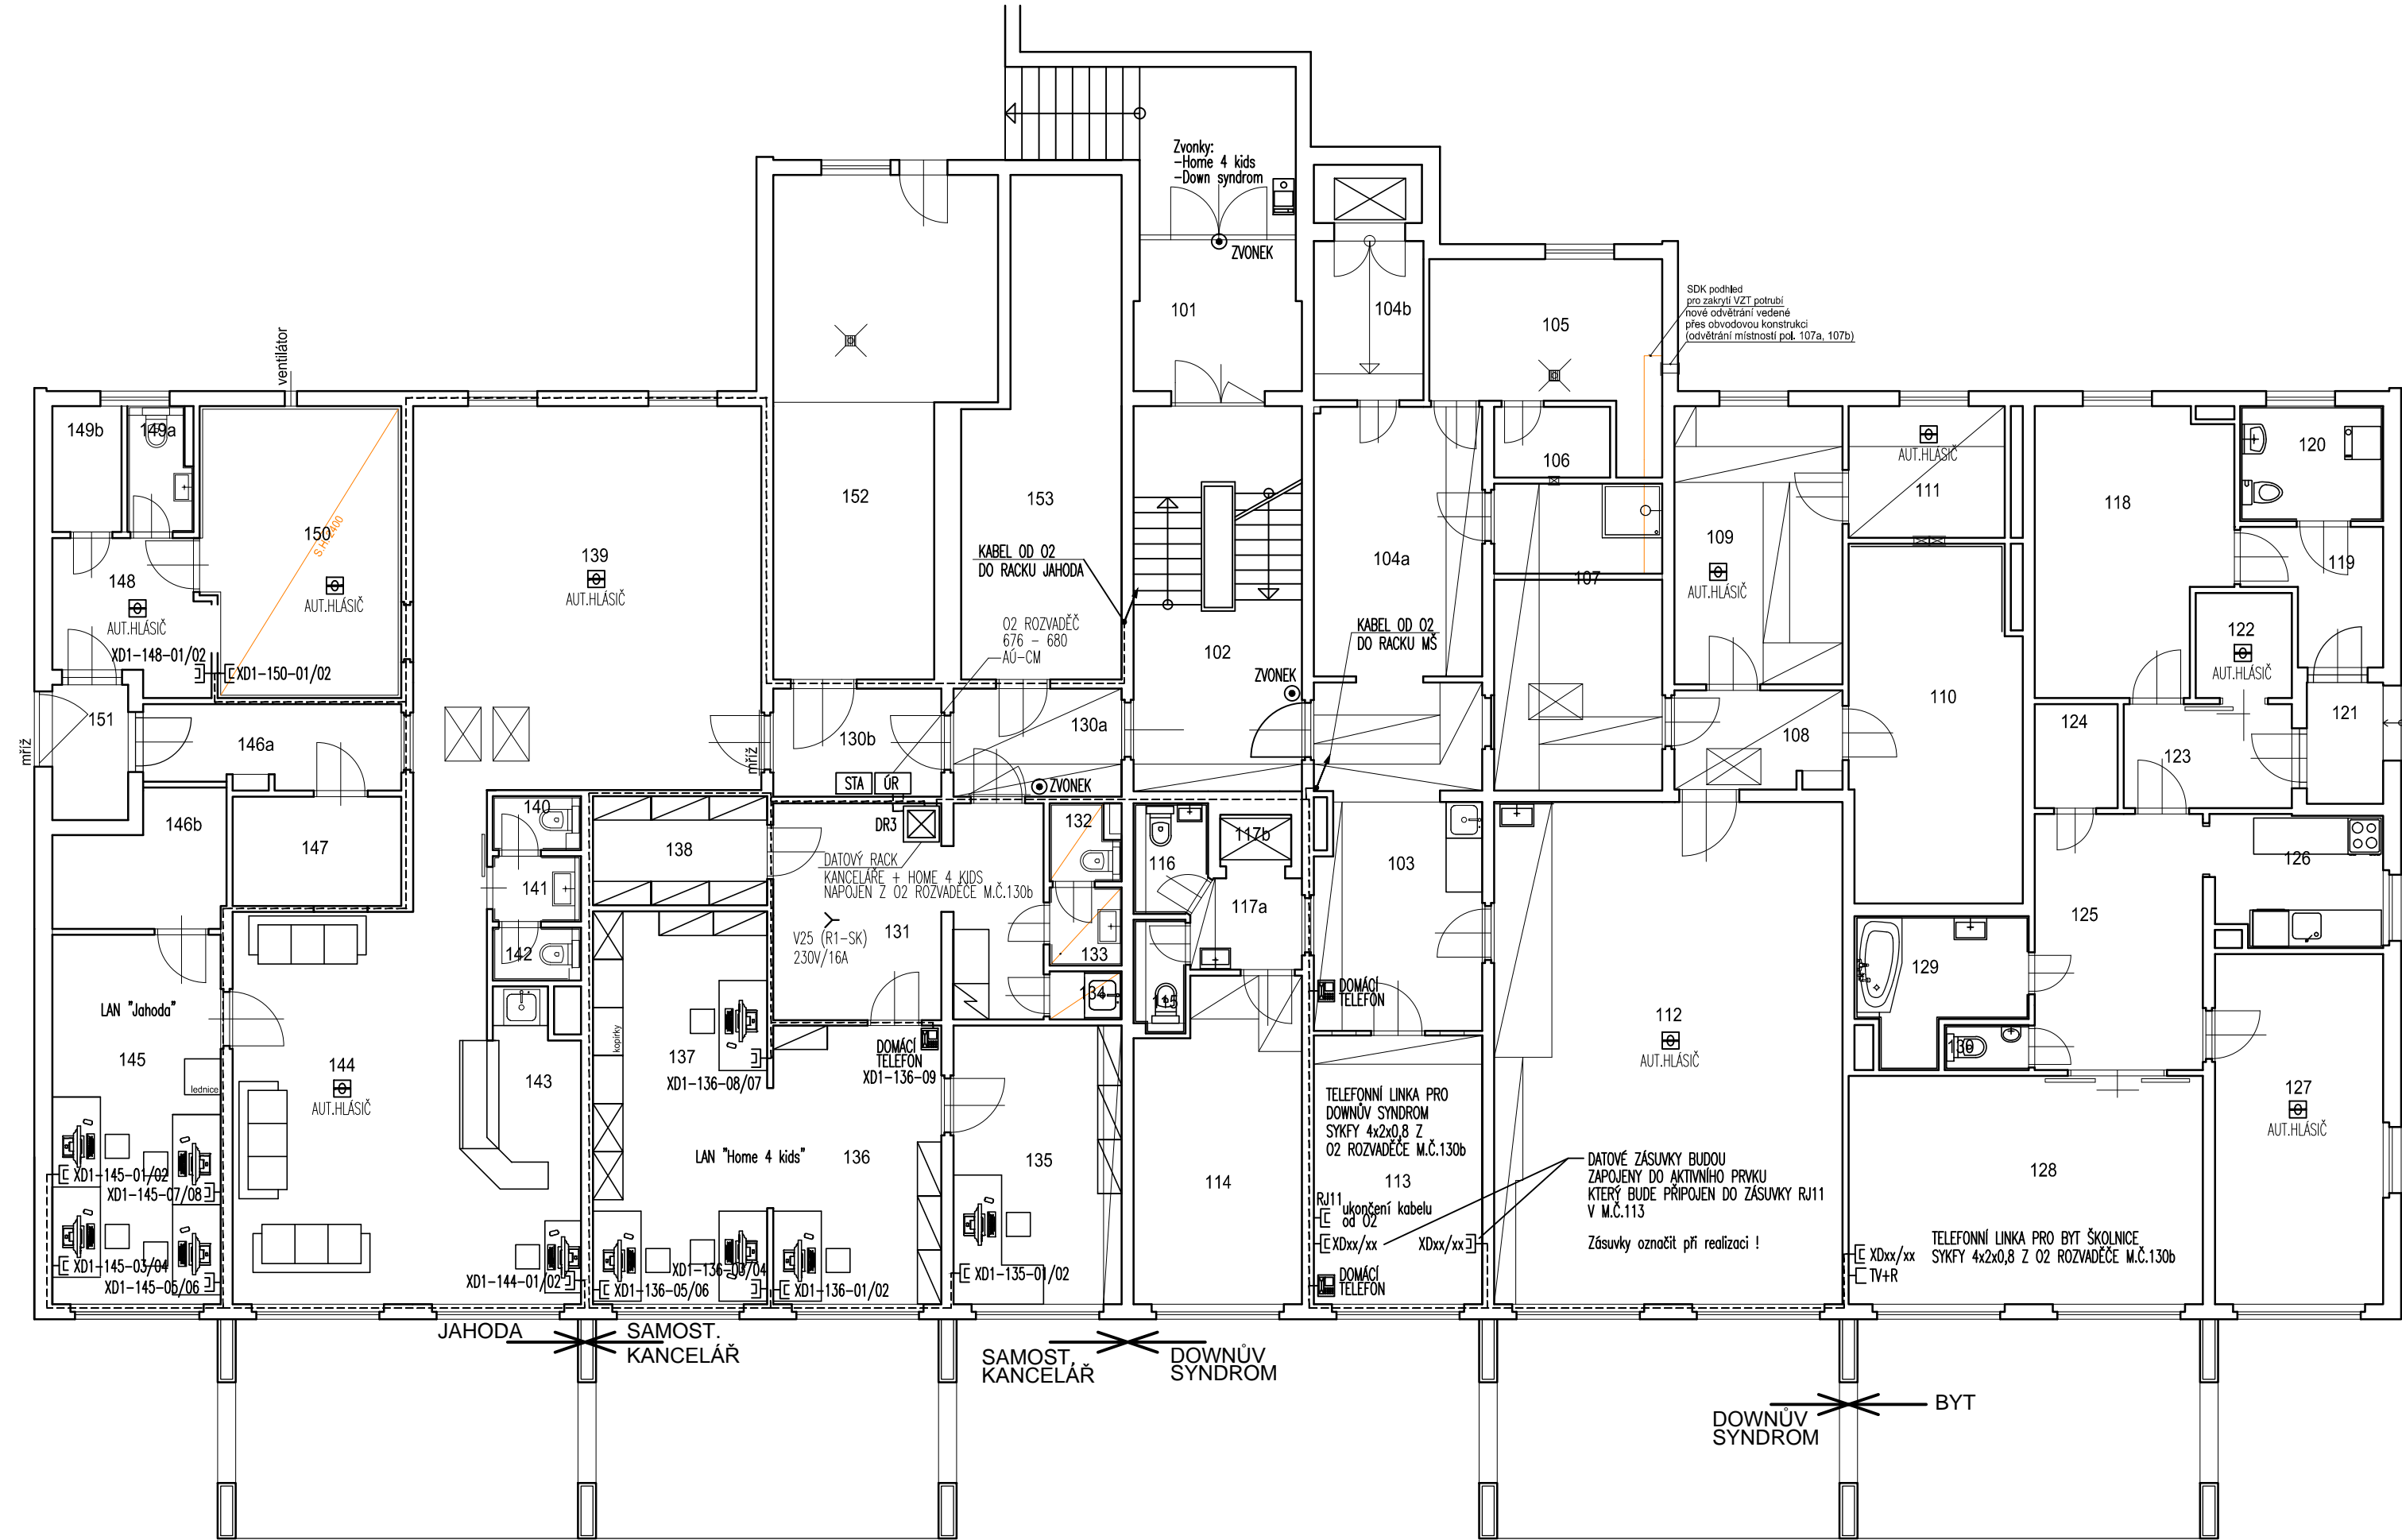 Zvonky:
-Home 4 kids
-Down syndrom
ZVONEK
101
104b
105
SDK podhled
pro zakrytí VZT potrubí
nové odvětrání vedené
přes obvodovou konstrukci
(odvětrání místností pol. 107a, 107b)
ventilátor
149b
149a
150
S.H. 2400
AUT.HLÁSIČ
148
AUT.HLÁSIČ
XD1-148-01/02
XD1-150-01/02
139
AUT.HLÁSIČ
152
153
KABEL OD O2
DO RACKU JAHODA
O2 ROZVADĚČ
676 - 680
AÚ-CM
102
ZVONEK
104a
KABEL OD O2
DO RACKU MŠ
106
107
109
AUT.HLÁSIČ
AUT.HLÁSIČ
111
118
120
119
122
AUT.HLÁSIČ
110
108
124
123
121
151
mříž
146a
146b
147
mříž
130b
130a
STA
ÚR
ZVONEK
DR3
140
141
142
138
DATOVÝ RACK
KANCELÁŘE + HOME 4 KIDS
NAPOJEN Z O2 ROZVADĚČE M.Č.130b
V25 (R1-SK)
230V/16A
131
132
133
134
116
117b
117a
115
103
DOMÁCÍ
TELEFON
112
AUT.HLÁSIČ
125
126
129
130
127
AUT.HLÁSIČ
LAN "Jahoda"
145
lednice
144
AUT.HLÁSIČ
143
kopírky
137
XD1-136-08/07
DOMÁCÍ
TELEFON
XD1-136-09
LAN "Home 4 kids"
136
135
114
TELEFONNÍ LINKA PRO
DOWNŮV SYNDROM
SYKFY 4x2x0,8 Z
O2 ROZVADĚČE M.Č.130b
113
RJ11
ukončení kabelu
od O2
XDxx/xx
XDxx/xx
DOMÁCÍ
TELEFON
DATOVÉ ZÁSUVKY BUDOU
ZAPOJENY DO AKTIVNÍHO PRVKU
KTERÝ BUDE PŘIPOJEN DO ZÁSUVKY RJ11
V M.Č.113
Zásuvky označit při realizaci !
128
XDxx/xx
TV+R
TELEFONNÍ LINKA PRO BYT ŠKOLNICE
SYKFY 4x2x0,8 Z O2 ROZVADĚČE M.Č.130b
XD1-145-01/02
XD1-145-07/08
XD1-145-03/04
XD1-145-05/06
XD1-144-01/02
XD1-136-05/06
XD1-136-03/04
XD1-136-01/02
XD1-135-01/02
JAHODA
SAMOST.
KANCELÁŘ
SAMOST.
KANCELÁŘ
DOWNŮV
SYNDROM
DOWNŮV
SYNDROM
BYT